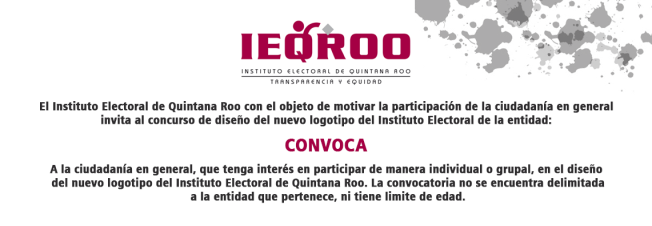 IEQROO
INSTITUTO ELECTORAL DE QUINTANA ROO
TRANSPARENCIA Y EQUIDAD
El Instituto Electoral de Quintana Roo con el objeto de motivar la participación de la ciudadanía en general
invita al concurso de diseño del nuevo logotipo del Instituto Electoral de la entidad:
CONVOCA
A la ciudadanía en general, que tenga interés en participar de manera individual o grupal, en el diseño
del nuevo logotipo del Instituto Electoral de Quintana Roo. La convocatoria no se encuentra delimitada
a la entidad que pertenece, ni tiene limite de edad.